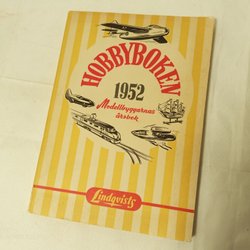 HOBBYBOKEN
1952
Modellbyggarnas
årsbok
Lindqvists